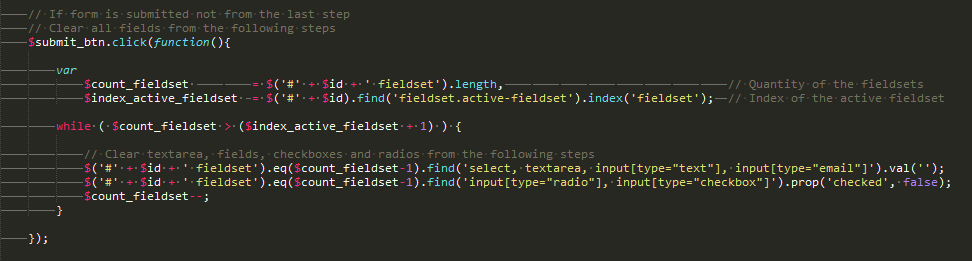 // If form is submitted not from the last step
// Clear all fields from the following steps
$submit_btn.click(function(){
var
$count_fieldset = $('#' + $id + ' fieldset').length, // Quantity of the fieldsets
$index_active_fieldset = $('#' + $id).find('fieldset.active-fieldset').index('fieldset'); // Index of the active fieldset
while ( $count_fieldset > ($index_active_fieldset + 1) ) {
// Clear textarea, fields, checkboxes and radios from the following steps
$('#' + $id + ' fieldset').eq($count_fieldset-1).find('select, textarea, input[type="text"], input[type="email"]').val('');
$('#' + $id + ' fieldset').eq($count_fieldset-1).find('input[type="radio"], input[type="checkbox"]').prop('checked', false);
$count_fieldset--;
}
});